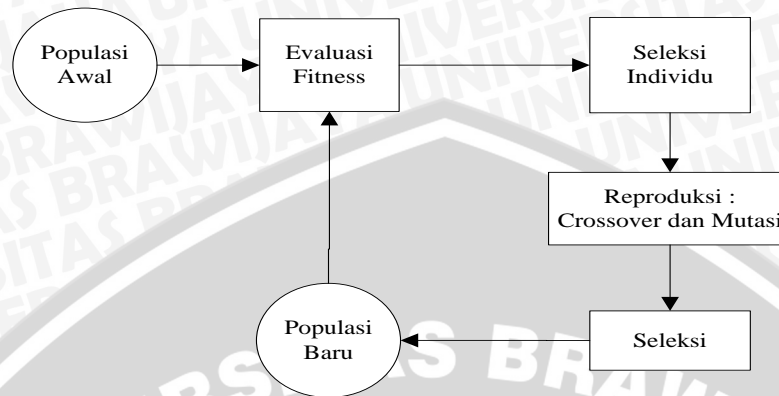 Populasi
Awal
Evaluasi
Fitness
Seleksi
Individu
Reproduksi :
Crossover dan Mutasi
Seleksi
Populasi
Baru